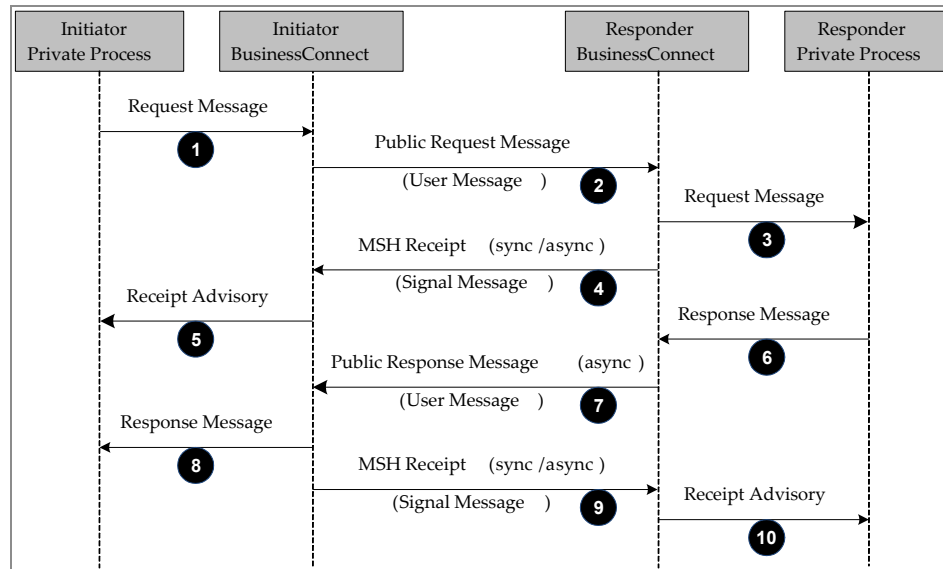 Initiator
Private Process
Initiator
BusinessConnect
Responder
BusinessConnect
Responder
Private Process
Request Message
1
Public Request Message
(User Message )
2
Request Message
3
MSH Receipt (sync /async )
(Signal Message )
4
Receipt Advisory
5
Response Message
6
Public Response Message (async )
(User Message )
7
Response Message
8
MSH Receipt (sync /async )
(Signal Message )
9
Receipt Advisory
10